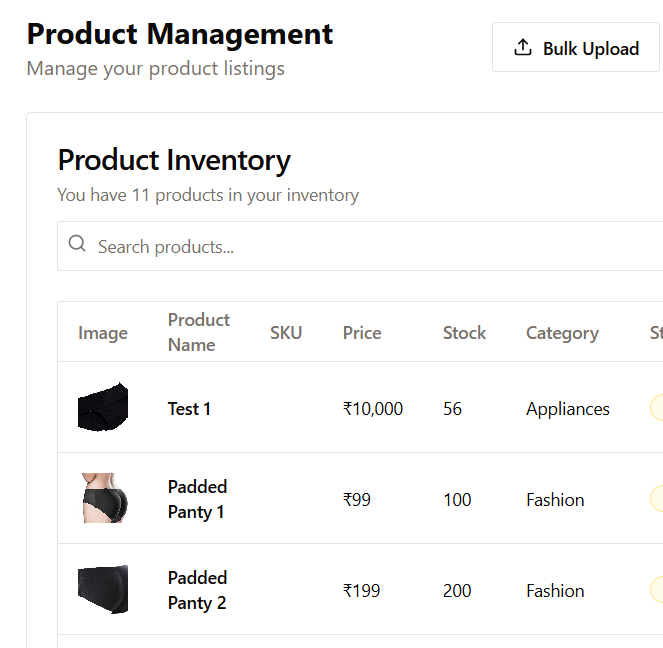 Product Management
Manage your product listings
Bulk Upload
Product Inventory
You have 11 products in your inventory
Search products...
Image Product Name SKU Price Stock Category St
Test 1 ₹10,000 56 Appliances
Padded Panty 1 ₹99 100 Fashion
Padded Panty 2 ₹199 200 Fashion